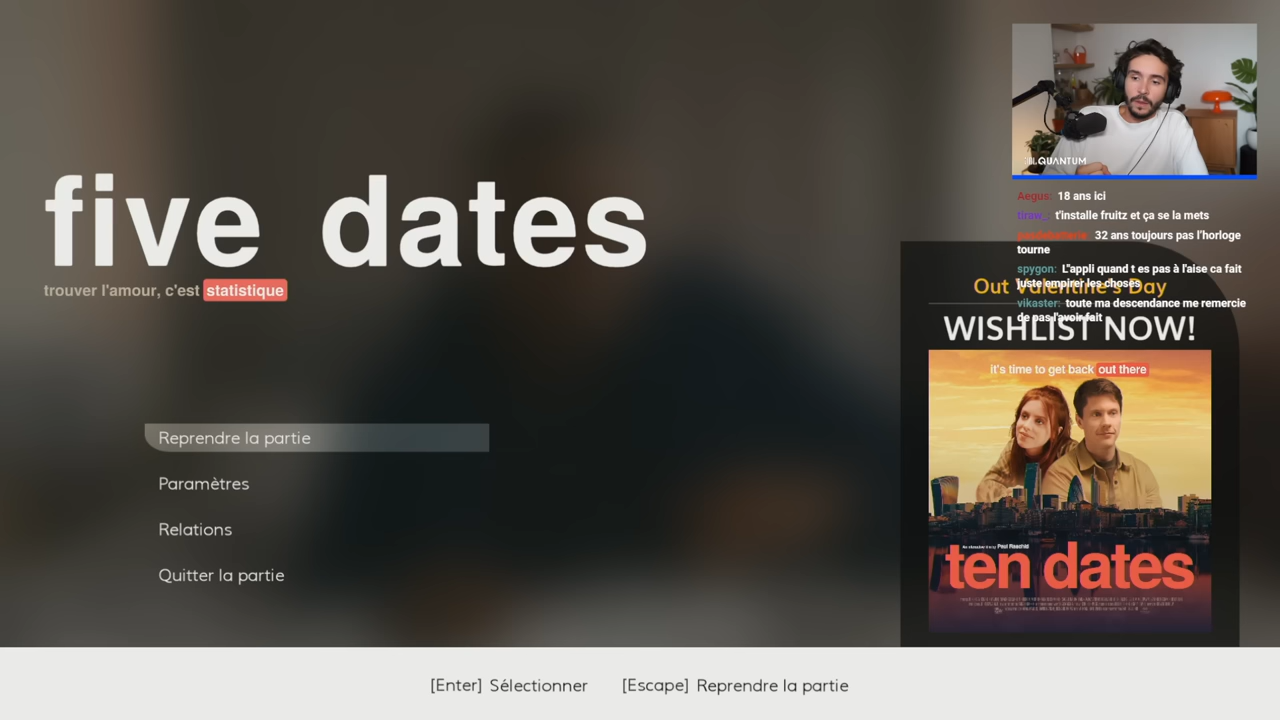 five dates
trouver l'amour, c'est statistique
Reprendre la partie
Paramètres
Relations
Quitter la partie
QUANTUM
Aegus: 18 ans ici
t'installe fruitz et ça se la mets
32 ans toujours pas l'horloge
tourne
spygon: L"appli quand t es pas à l'aise ca fait
juste empirer les choses
vikaster: toute ma descendance me remercie
de pas l'avoir fait
Out Valentine's Day
WISHLIST NOW!
it's time to get back out there
Paul Raschid
ten dates
[Enter] Sélectionner [Escape] Reprendre la partie